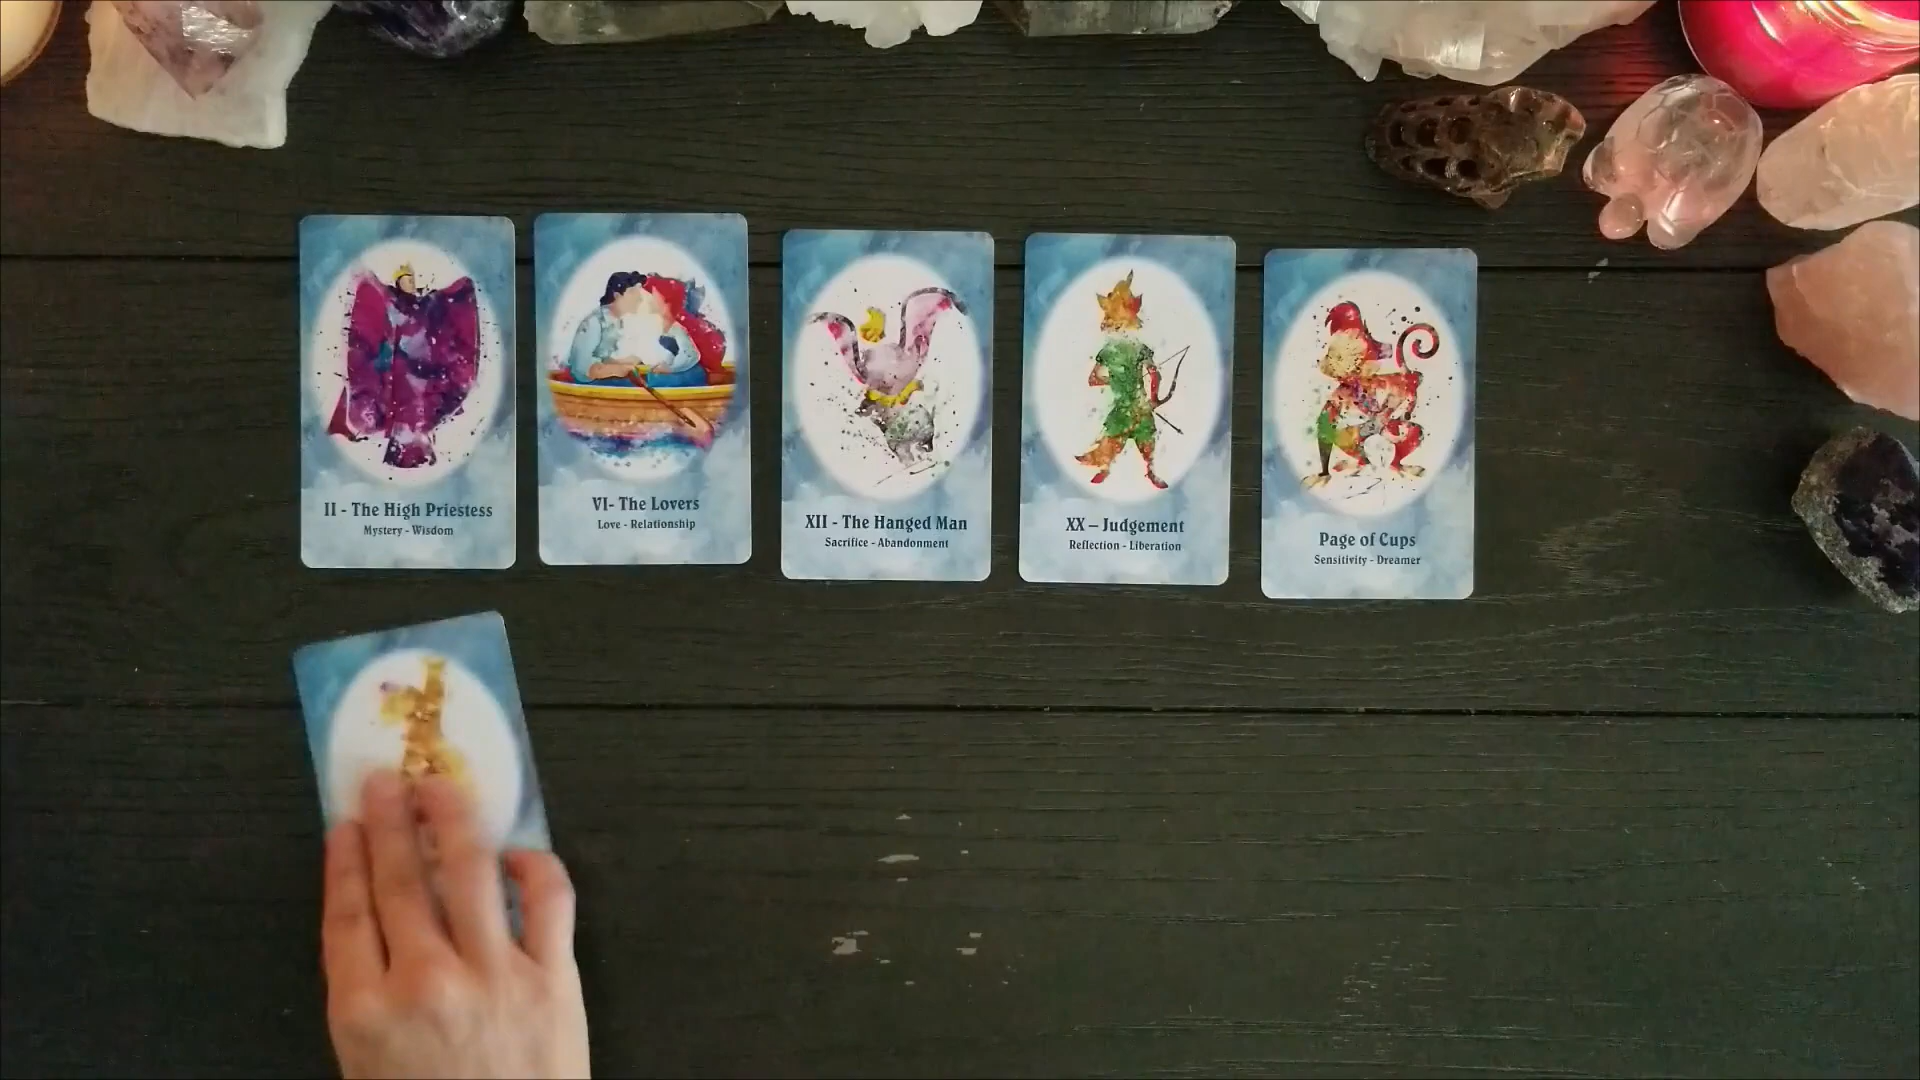 II - The High Priestess
Mystery - Wisdom
VI- The Lovers
Love - Relationship
XII - The Hanged Man
Sacrifice - Abandonment
XX – Judgement
Reflection - Liberation
Page of Cups
Sensitivity - Dreamer